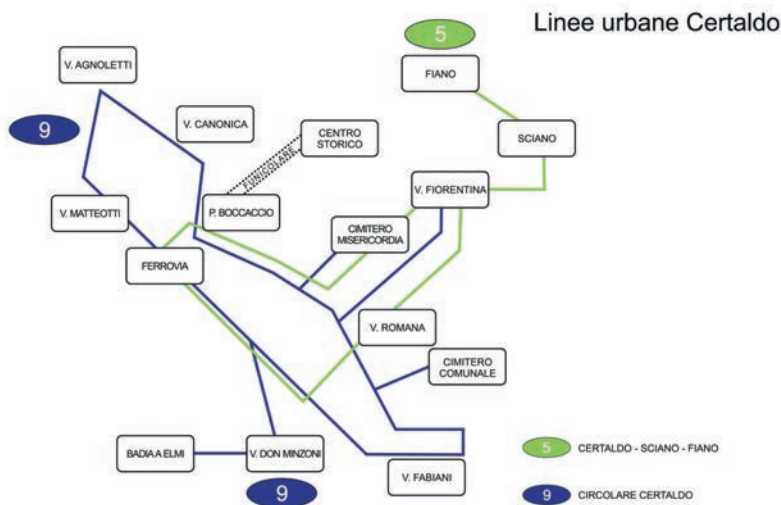 Linee urbane Certaldo
5
V. AGNOLETTI
FIANO
9
V. CANONICA
CENTRO
STORICO
SCIANO
FUNICOLARE
V. FIORENTINA
V. MATTEOTTI
P. BOCCACCIO
CIMITERO
MISERICORDIA
FERROVIA
V. ROMANA
CIMITERO
COMUNALE
BADIA A ELMI
V. DON MINZONI
V. FABIANI
9
5 CERTALDO - SCIANO - FIANO
9 CIRCOLARE CERTALDO